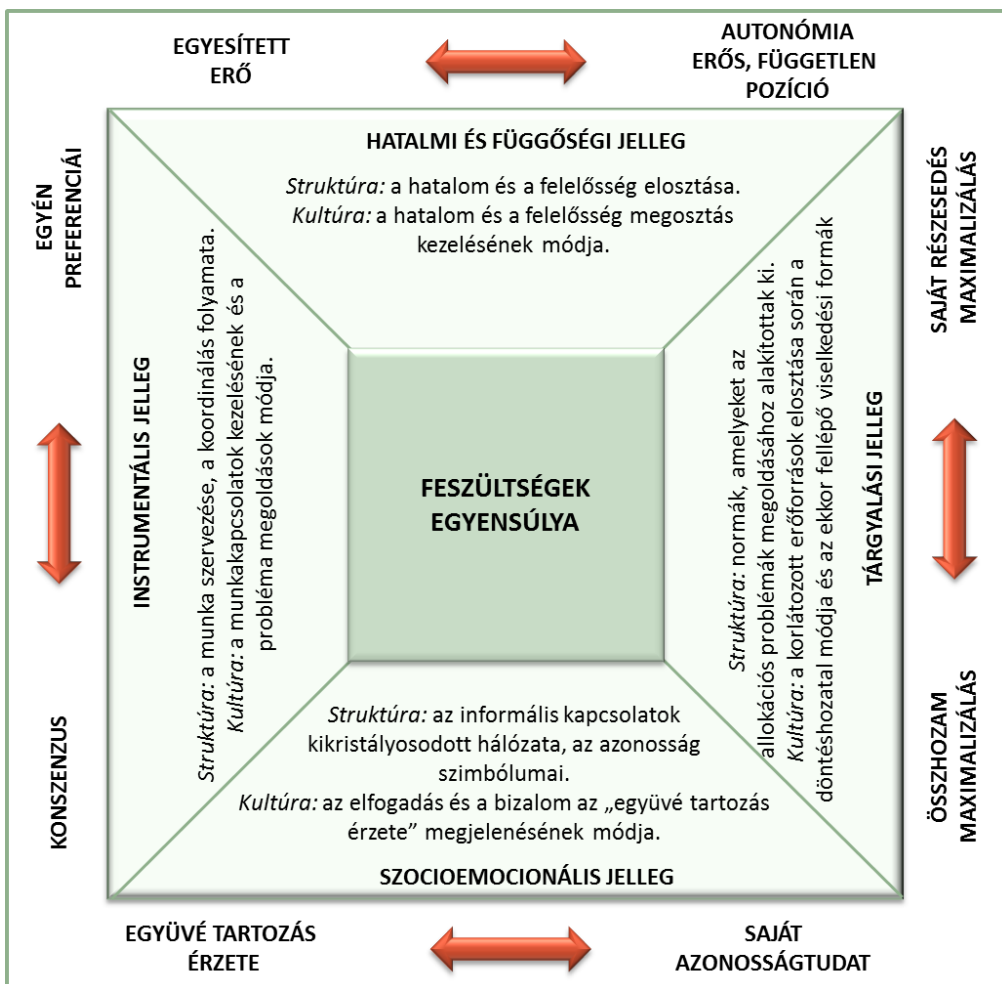 EGYESÍTETT
ERŐ
AUTONÓMIA
ERŐS, FÜGGETLEN
POZÍCIÓ
EGYÉN
PREFERENCIÁI
KONSZENZUS
HATALMI ÉS FÜGGŐSÉGI JELLEG
Struktúra: a hatalom és a felelősség elosztása.
Kultúra: a hatalom és a felelősség megosztás
kezelésének módja.
INSTRUMENTÁLIS JELLEG
Struktúra: a munka szervezése, a koordinálás folyamata.
Kultúra: a munkakapcsolatok kezelésének és a
probléma megoldások módja.
FESZÜLTSÉGEK
EGYENSÚLYA
Struktúra: normák, amelyeket az
allokációs problémák megoldásához alakítottak ki.
Kultúra: a korlátozott erőforrások elosztása során a
döntéshozatal módja és az ekkor fellépő viselkedési formák
TÁRGYALÁSI JELLEG
SAJÁT RÉSZESEDÉS
MAXIMALIZÁLÁS
ÖSSZHOZAM
MAXIMALIZÁLÁS
Struktúra: az informális kapcsolatok
kikristályosodott hálózata, az azonosság
szimbólumai.
Kultúra: az elfogadás és a bizalom az „együvé tartozás
érzete” megjelenésének módja.
SZOCIOEMOCIONÁLIS JELLEG
EGYÜVÉ TARTOZÁS
ÉRZETE
SAJÁT
AZONOSSÁGTUDAT